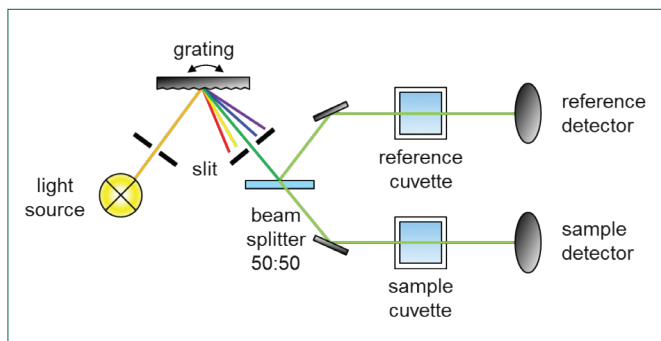 grating
light
source
slit
beam
splitter
50:50
reference
cuvette
reference
detector
sample
cuvette
sample
detector